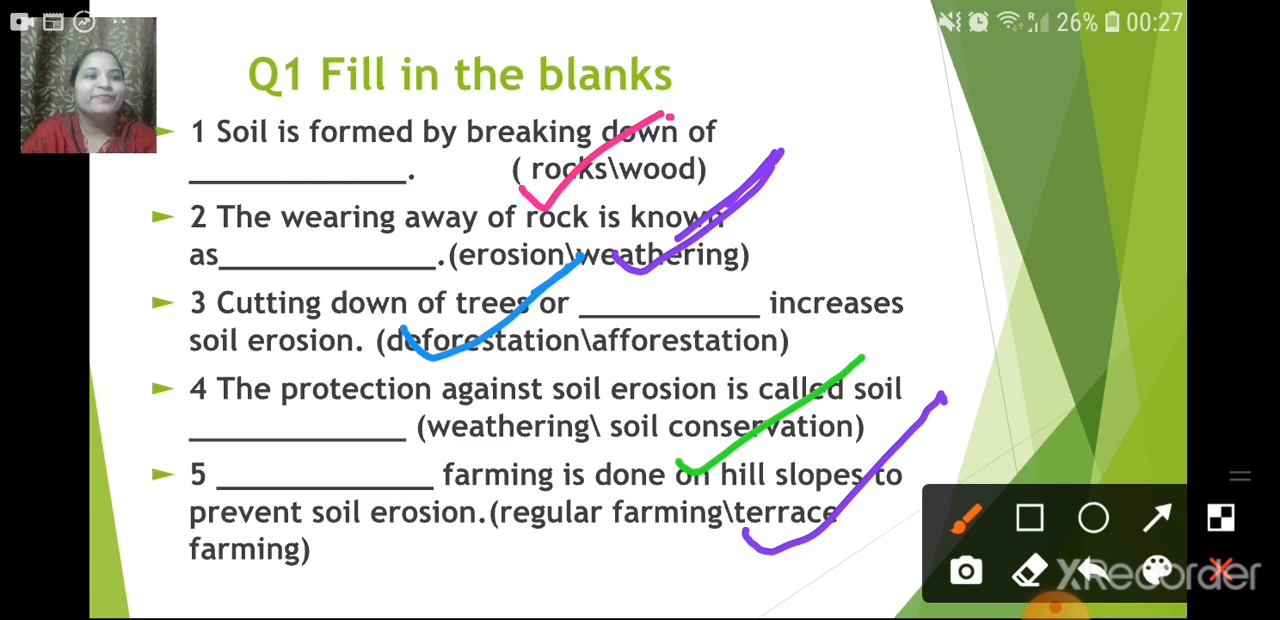 26% 00:27
Q1 Fill in the blanks
1 Soil is formed by breaking down of
______________. ( rocks\wood)
2 The wearing away of rock is known
as______________.(erosion\weathering)
3 Cutting down of trees or ____________ increases
soil erosion. (deforestation\afforestation)
4 The protection against soil erosion is called soil
______________ (weathering\ soil conservation)
5 ______________ farming is done on hill slopes to
prevent soil erosion.(regular farming\terrace
farming)
XRecorder